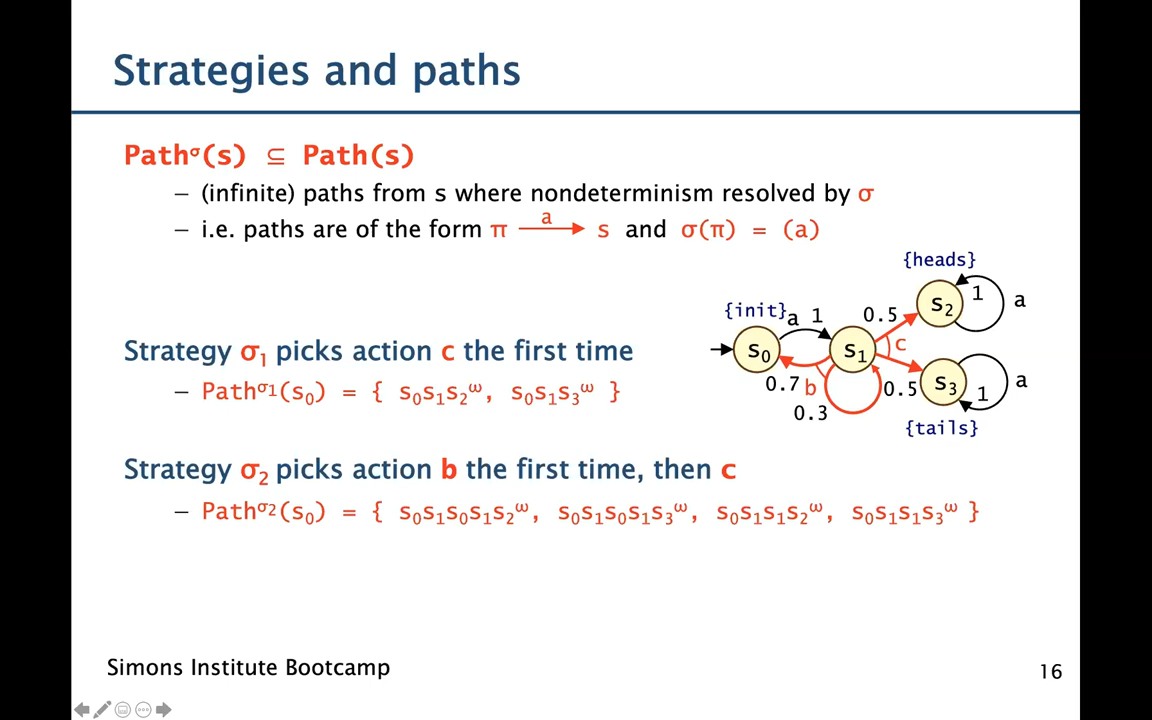 Strategies and paths
Pathσ(s) ⊆ Path(s)
– (infinite) paths from s where nondeterminism resolved by σ
– i.e. paths are of the form π a s and σ(π) = (a)
{heads}
{init} a 1 0.5 s₂ 1 a
s₀ s₁ c
0.7 b 0.5 s₃ 1 a
0.3
{tails}
Strategy σ₁ picks action c the first time
– Pathσ1(s₀) = { s₀s₁s₂ω, s₀s₁s₃ω }
Strategy σ₂ picks action b the first time, then c
– Pathσ2(s₀) = { s₀s₁s₀s₁s₂ω, s₀s₁s₀s₁s₃ω, s₀s₁s₁s₂ω, s₀s₁s₁s₃ω }
Simons Institute Bootcamp
16